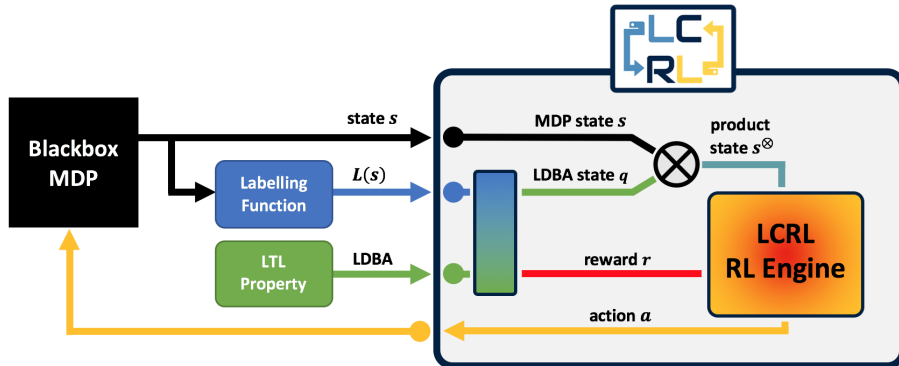 LC
RL
Blackbox
MDP
state s
Labelling
Function
L(s)
LTL
Property
LDBA
MDP state s
LDBA state q
product
state s⊗
reward r
LCRL
RL Engine
action a